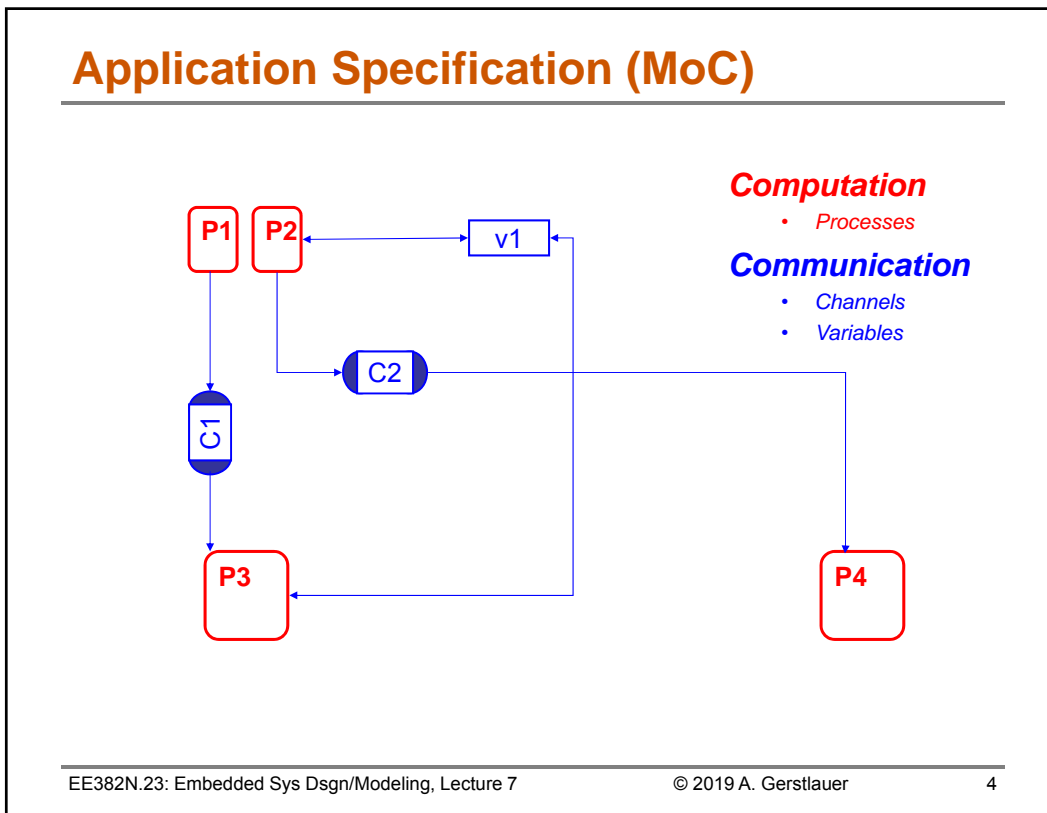 Application Specification (MoC)
Computation
• Processes
Communication
• Channels
• Variables
P1
P2
v1
C2
C1
P3
P4
EE382N.23: Embedded Sys Dsgn/Modeling, Lecture 7
© 2019 A. Gerstlauer
4